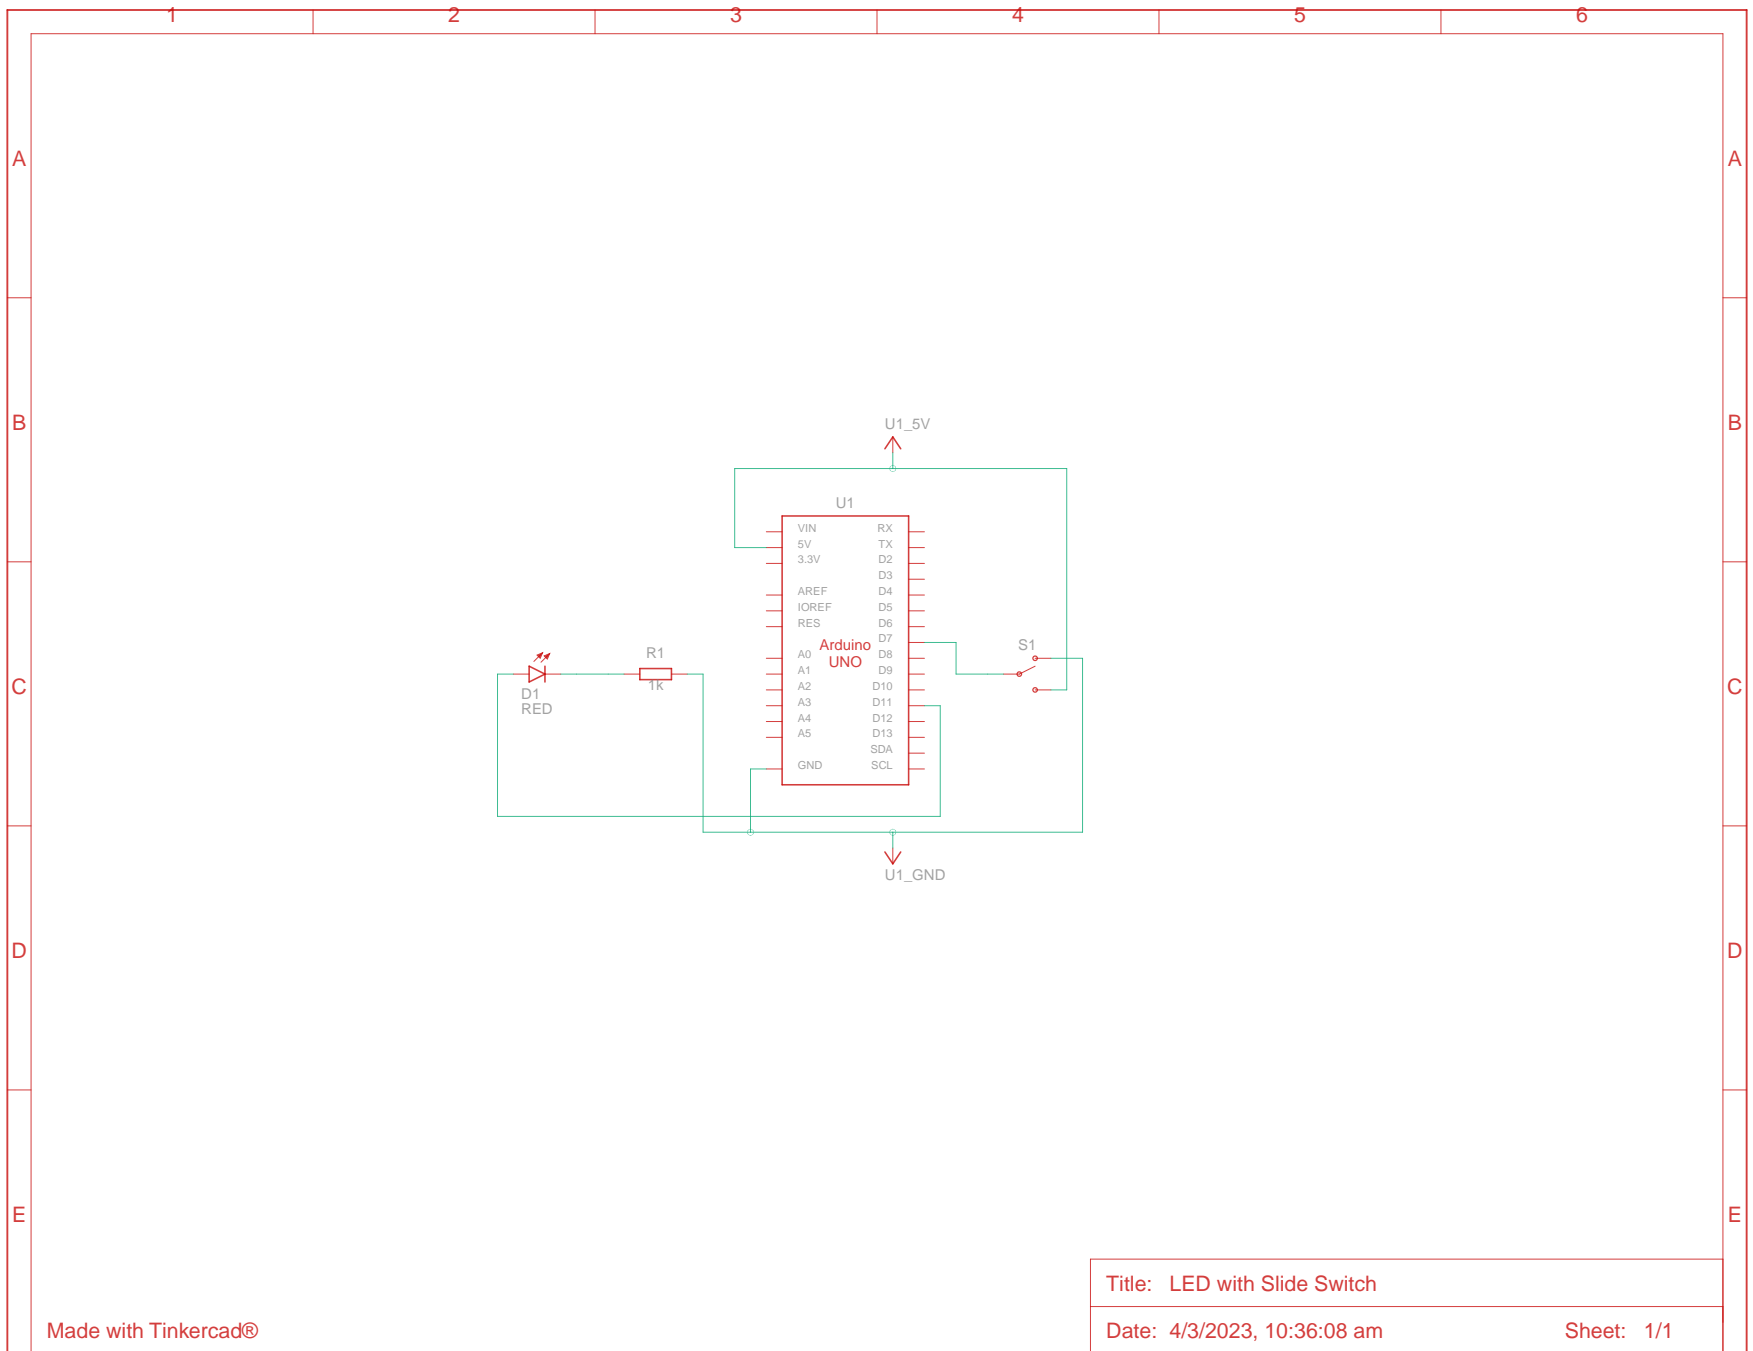 1 2 3 4 5 6
A A
B B
U1_5V
U1
VIN RX
5V TX
3.3V D2
D3
AREF D4
IOREF D5
RES D6
D7
Arduino
UNO
A0 D8
A1 D9
A2 D10
A3 D11
A4 D12
A5 D13
SDA
GND SCL
S1
R1
1k
D1
RED
C C
U1_GND
D D
E E
Title: LED with Slide Switch
Made with Tinkercad®
Date: 4/3/2023, 10:36:08 am Sheet: 1/1